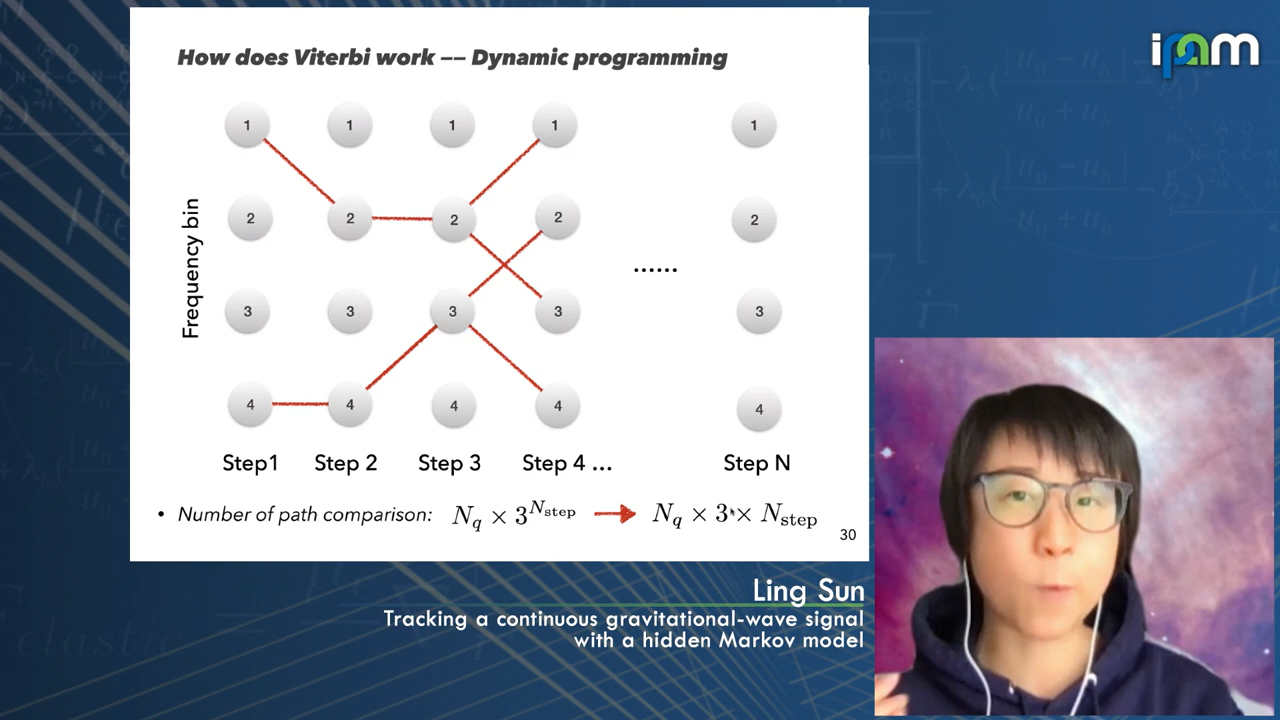 ipam
How does Viterbi work –– Dynamic programming
Frequency bin
1 1 1 1 1
2 2 2 2 2
......
3 3 3 3 3
4 4 4 4 4
Step1 Step 2 Step 3 Step 4 ... Step N
• Number of path comparison: N_q × 3^{N_step} → N_q × 3 × N_step
30
Ling Sun
Tracking a continuous gravitational-wave signal
with a hidden Markov model